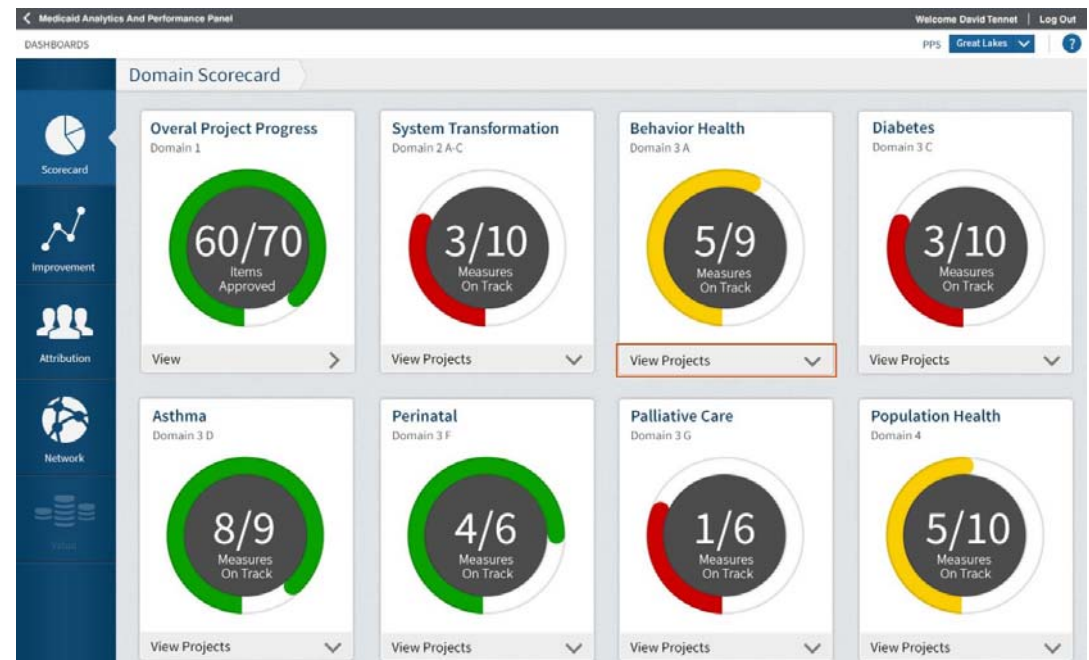 Medicaid Analytics And Performance Panel
Welcome David Tennet | Log Out
DASHBOARDS
PPS Great Lakes
?
Domain Scorecard
Scorecard
Improvement
Attribution
Network
Value
Overal Project Progress
Domain 1
60/70
Items
Approved
View
System Transformation
Domain 2 A-C
3/10
Measures
On Track
View Projects
Behavior Health
Domain 3 A
5/9
Measures
On Track
View Projects
Diabetes
Domain 3 C
3/10
Measures
On Track
View Projects
Asthma
Domain 3 D
8/9
Measures
On Track
View Projects
Perinatal
Domain 3 F
4/6
Measures
On Track
View Projects
Palliative Care
Domain 3 G
1/6
Measures
On Track
View Projects
Population Health
Domain 4
5/10
Measures
On Track
View Projects